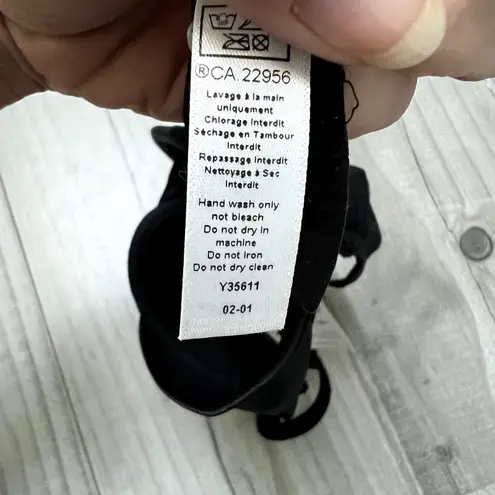 ®CA.22956
Lavage à la main
uniquement
Chlorage Interdit
Séchage en Tambour
Interdit
Repassage Interdit
Nettoyage à Sec
Interdit
Hand wash only
not bleach
Do not dry in
machine
Do not iron
Do not dry clean
Y35611
02-01